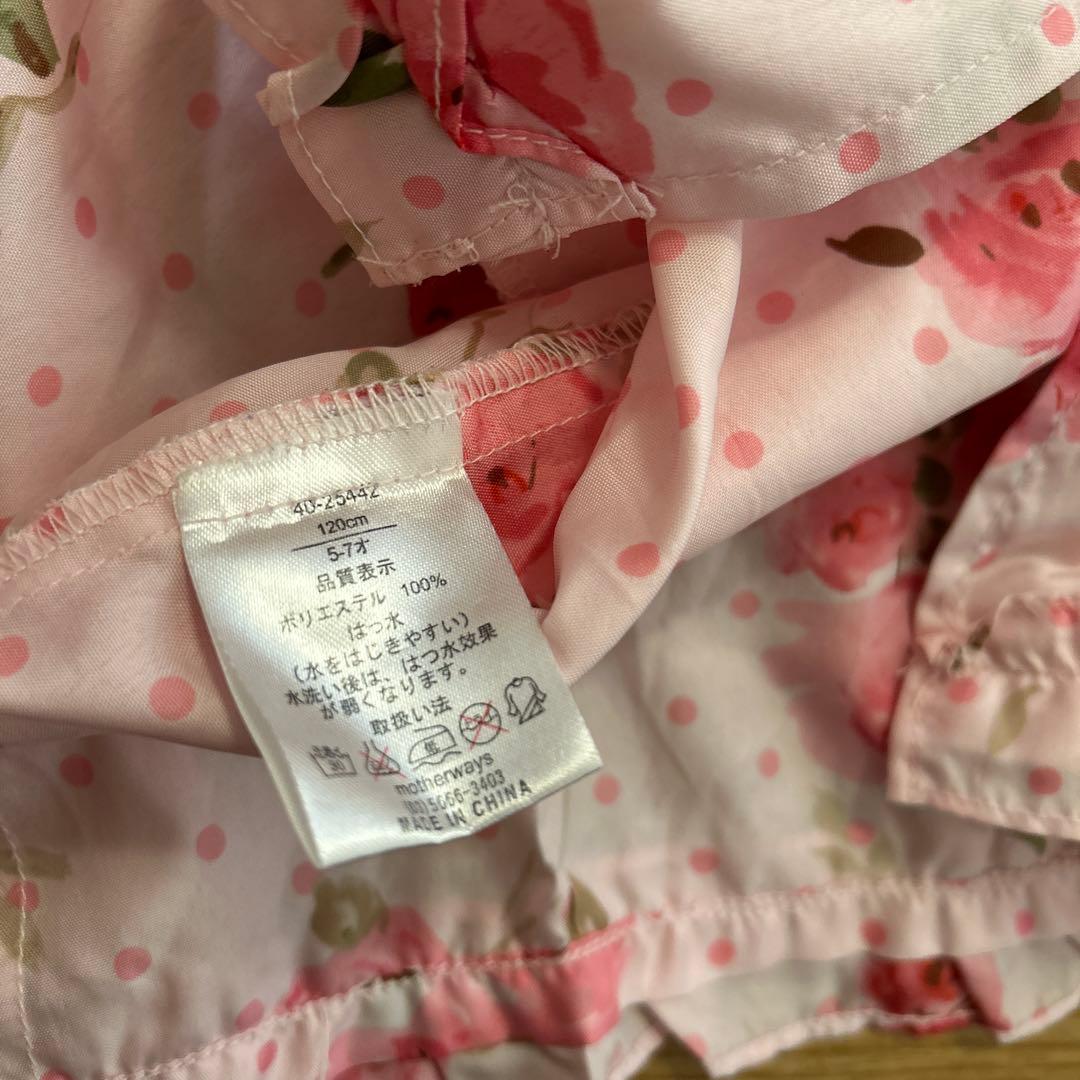 40-25442
120cm
5-7才
品質表示
ポリエステル 100%
はっ水
(水をはじきやすい)
水洗い後は、はつ水効果
が弱くなります。
取扱い法
motherways
(03)5066-3403
MADE IN CHINA